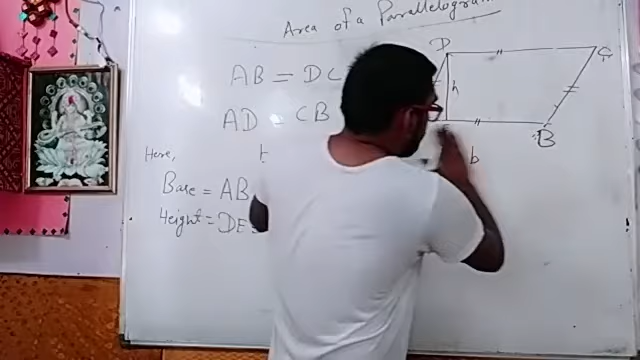 Area of a Parallelogram
AB = DC
AD = CB
Here,
Base = AB
Height = DE =
D
C
h
B
b